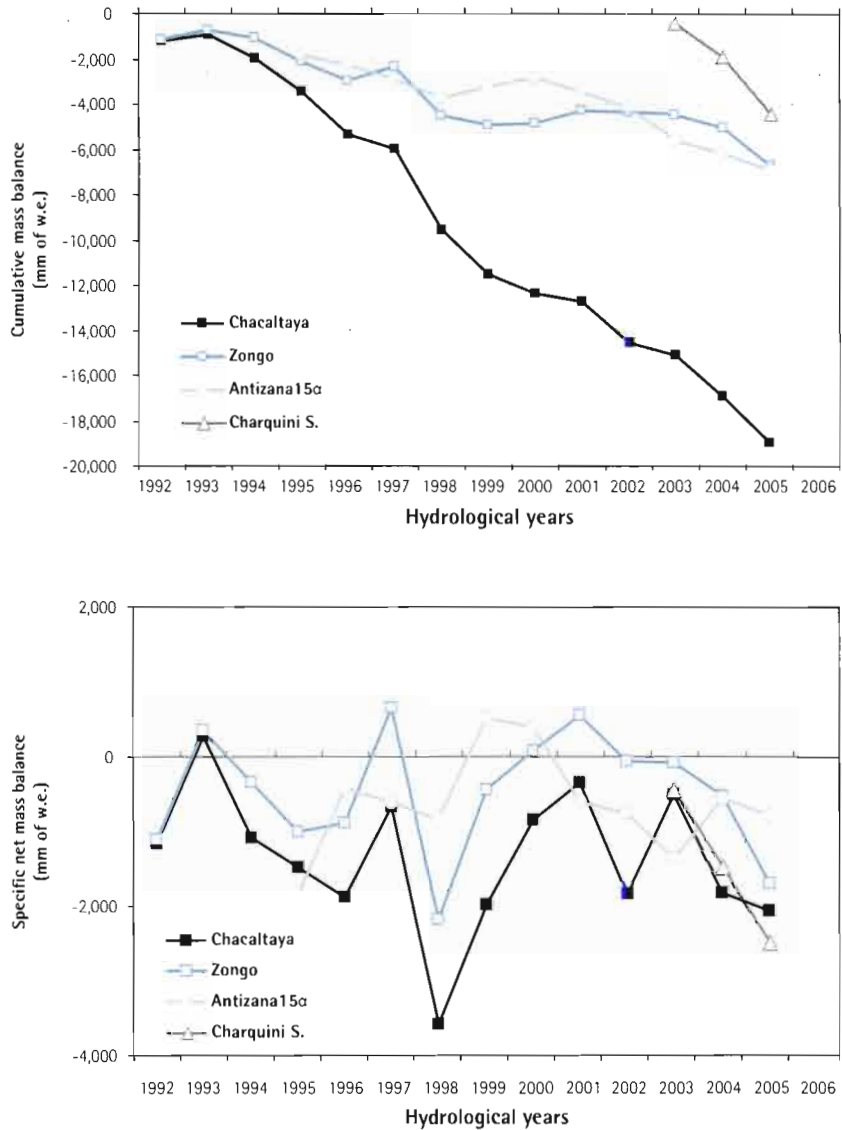 Cumulative mass balance
(mm of w.e.)
0
-2,000
-4,000
-6,000
-8,000
-10,000
-12,000
-14,000
-16,000
-18,000
-20,000
Chacaltaya
Zongo
Antizana15α
Charquini S.
1992 1993 1994 1995 1996 1997 1998 1999 2000 2001 2002 2003 2004 2005 2006
Hydrological years
Specific net mass balance
(mm of w.e.)
2,000
0
-2,000
-4,000
Chacaltaya
Zongo
Antizana15α
Charquini S.
1992 1993 1994 1995 1996 1997 1998 1999 2000 2001 2002 2003 2004 2005 2006
Hydrological years